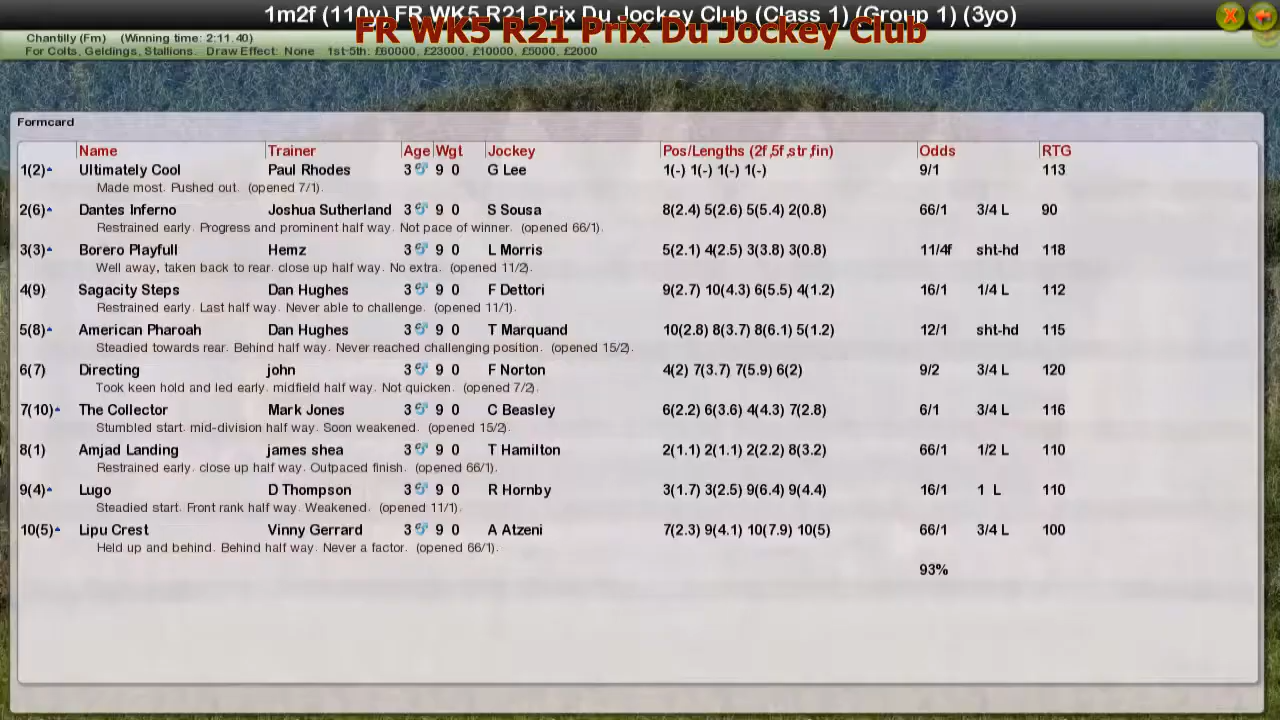 1m2f (110y) FR WK5 R21 Prix Du Jockey Club (Class 1) (Group 1) (3yo)
FR WK5 R21 Prix Du Jockey Club
Chantilly (Fm) (Winning time: 2:11.40)
For Colts, Geldings, Stallions. Draw Effect: None 1st-5th: £60000, £23000, £10000, £5000, £2000
Formcard
Name Trainer Age Wgt Jockey Pos/Lengths (2f,5f,str,fin) Odds RTG
1(2) Ultimately Cool Paul Rhodes 3 9 0 G Lee 1(-) 1(-) 1(-) 1(-) 9/1 113
Made most. Pushed out. (opened 7/1).
2(6) Dantes Inferno Joshua Sutherland 3 9 0 S Sousa 8(2.4) 5(2.6) 5(5.4) 2(0.8) 66/1 3/4 L 90
Restrained early. Progress and prominent half way. Not pace of winner. (opened 66/1).
3(3) Borero Playfull Hemz 3 9 0 L Morris 5(2.1) 4(2.5) 3(3.8) 3(0.8) 11/4f sht-hd 118
Well away, taken back to rear. close up half way. No extra. (opened 11/2).
4(9) Sagacity Steps Dan Hughes 3 9 0 F Dettori 9(2.7) 10(4.3) 6(5.5) 4(1.2) 16/1 1/4 L 112
Restrained early. Last half way. Never able to challenge. (opened 11/1).
5(8) American Pharoah Dan Hughes 3 9 0 T Marquand 10(2.8) 8(3.7) 8(6.1) 5(1.2) 12/1 sht-hd 115
Steadied towards rear. Behind half way. Never reached challenging position. (opened 15/2).
6(7) Directing john 3 9 0 F Norton 4(2) 7(3.7) 7(5.9) 6(2) 9/2 3/4 L 120
Took keen hold and led early. midfield half way. Not quicken. (opened 7/2).
7(10) The Collector Mark Jones 3 9 0 C Beasley 6(2.2) 6(3.6) 4(4.3) 7(2.8) 6/1 3/4 L 116
Stumbled start. mid-division half way. Soon weakened. (opened 15/2).
8(1) Amjad Landing james shea 3 9 0 T Hamilton 2(1.1) 2(1.1) 2(2.2) 8(3.2) 66/1 1/2 L 110
Restrained early. close up half way. Outpaced finish. (opened 66/1).
9(4) Lugo D Thompson 3 9 0 R Hornby 3(1.7) 3(2.5) 9(6.4) 9(4.4) 16/1 1 L 110
Steadied start. Front rank half way. Weakened. (opened 11/1).
10(5) Lipu Crest Vinny Gerrard 3 9 0 A Atzeni 7(2.3) 9(4.1) 10(7.9) 10(5) 66/1 3/4 L 100
Held up and behind. Behind half way. Never a factor. (opened 66/1).
93%